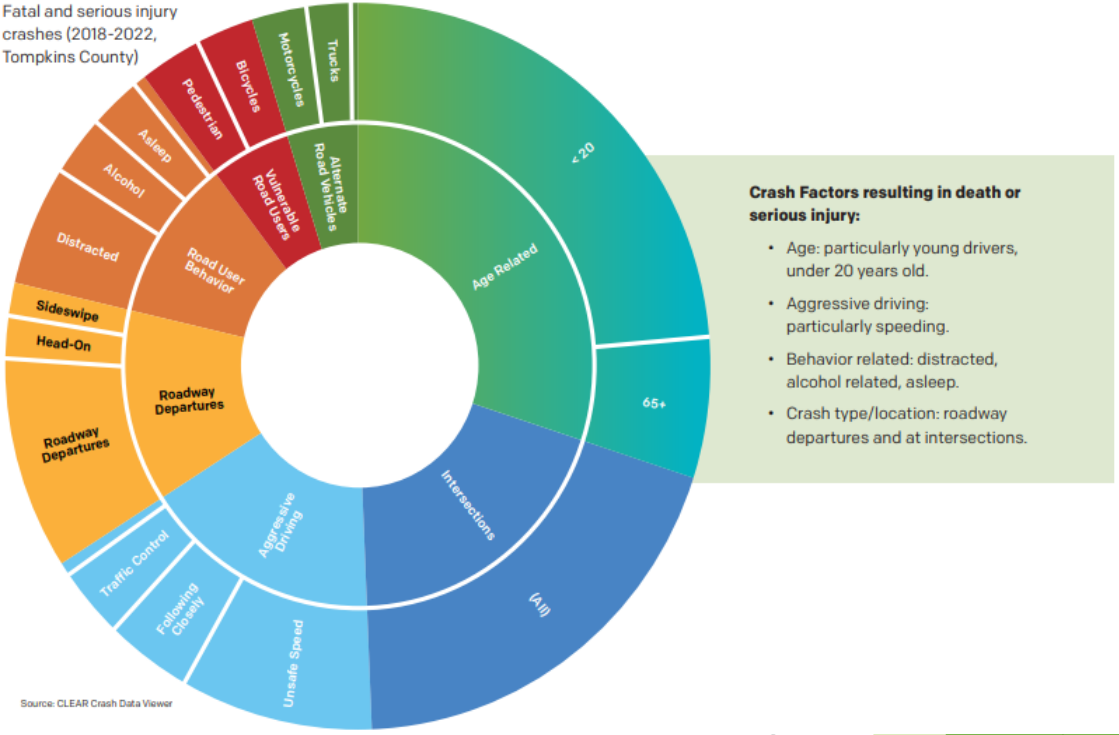 Fatal and serious injury
crashes (2018-2022,
Tompkins County)
Pedestrian
Bicycles
Motorcycles
Trucks
< 20
65+
(All)
Unsafe Speed
Following
Closely
Traffic Control
Roadway
Departures
Head-On
Sideswipe
Distracted
Alcohol
Asleep
Vulnerable
Road Users
Alternate
Road Vehicles
Age Related
Intersections
Aggressive
Driving
Roadway
Departures
Road User
Behavior
Crash Factors resulting in death or
serious injury:
• Age: particularly young drivers,
under 20 years old.
• Aggressive driving:
particularly speeding.
• Behavior related: distracted,
alcohol related, asleep.
• Crash type/location: roadway
departures and at intersections.
Source: CLEAR Crash Data Viewer